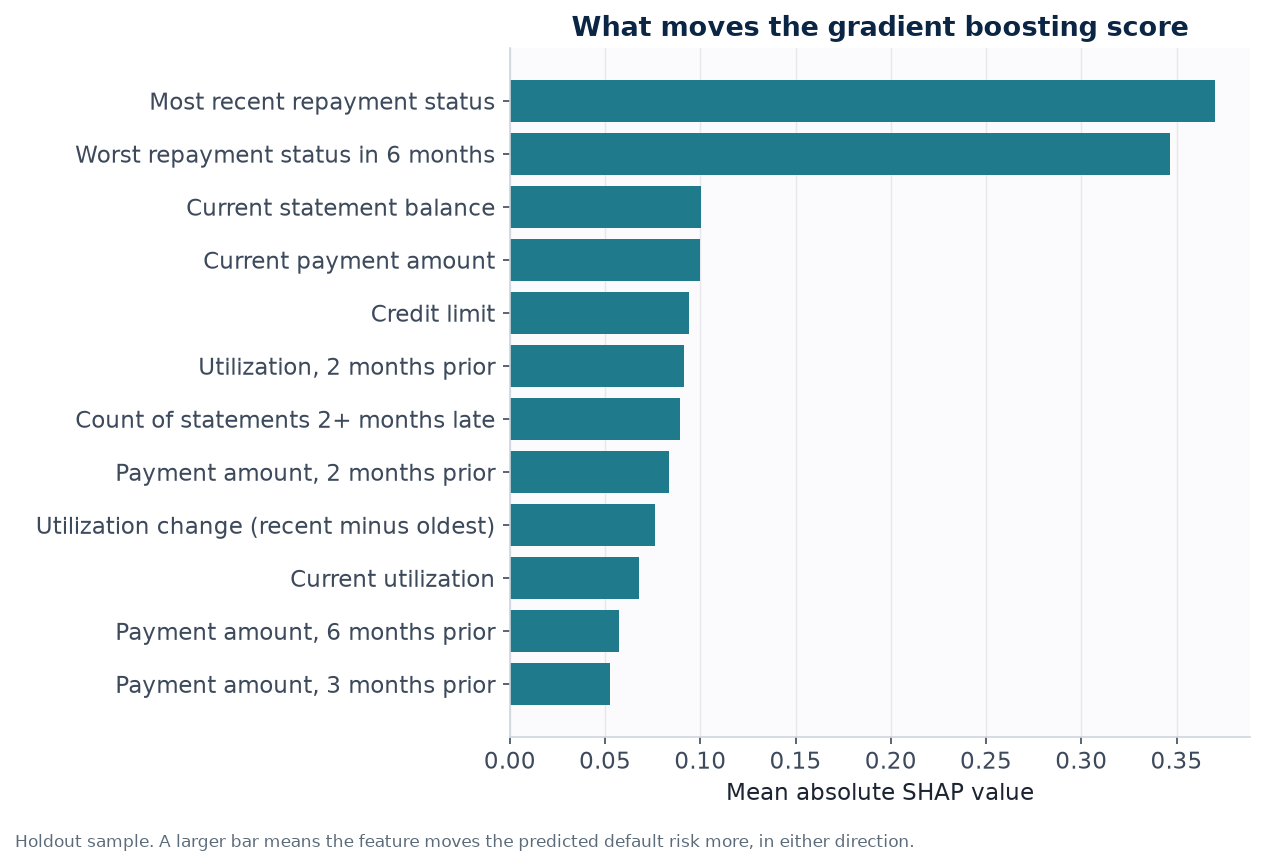 What moves the gradient boosting score
Most recent repayment status
Worst repayment status in 6 months
Current statement balance
Current payment amount
Credit limit
Utilization, 2 months prior
Count of statements 2+ months late
Payment amount, 2 months prior
Utilization change (recent minus oldest)
Current utilization
Payment amount, 6 months prior
Payment amount, 3 months prior
0.00 0.05 0.10 0.15 0.20 0.25 0.30 0.35
Mean absolute SHAP value
Holdout sample. A larger bar means the feature moves the predicted default risk more, in either direction.